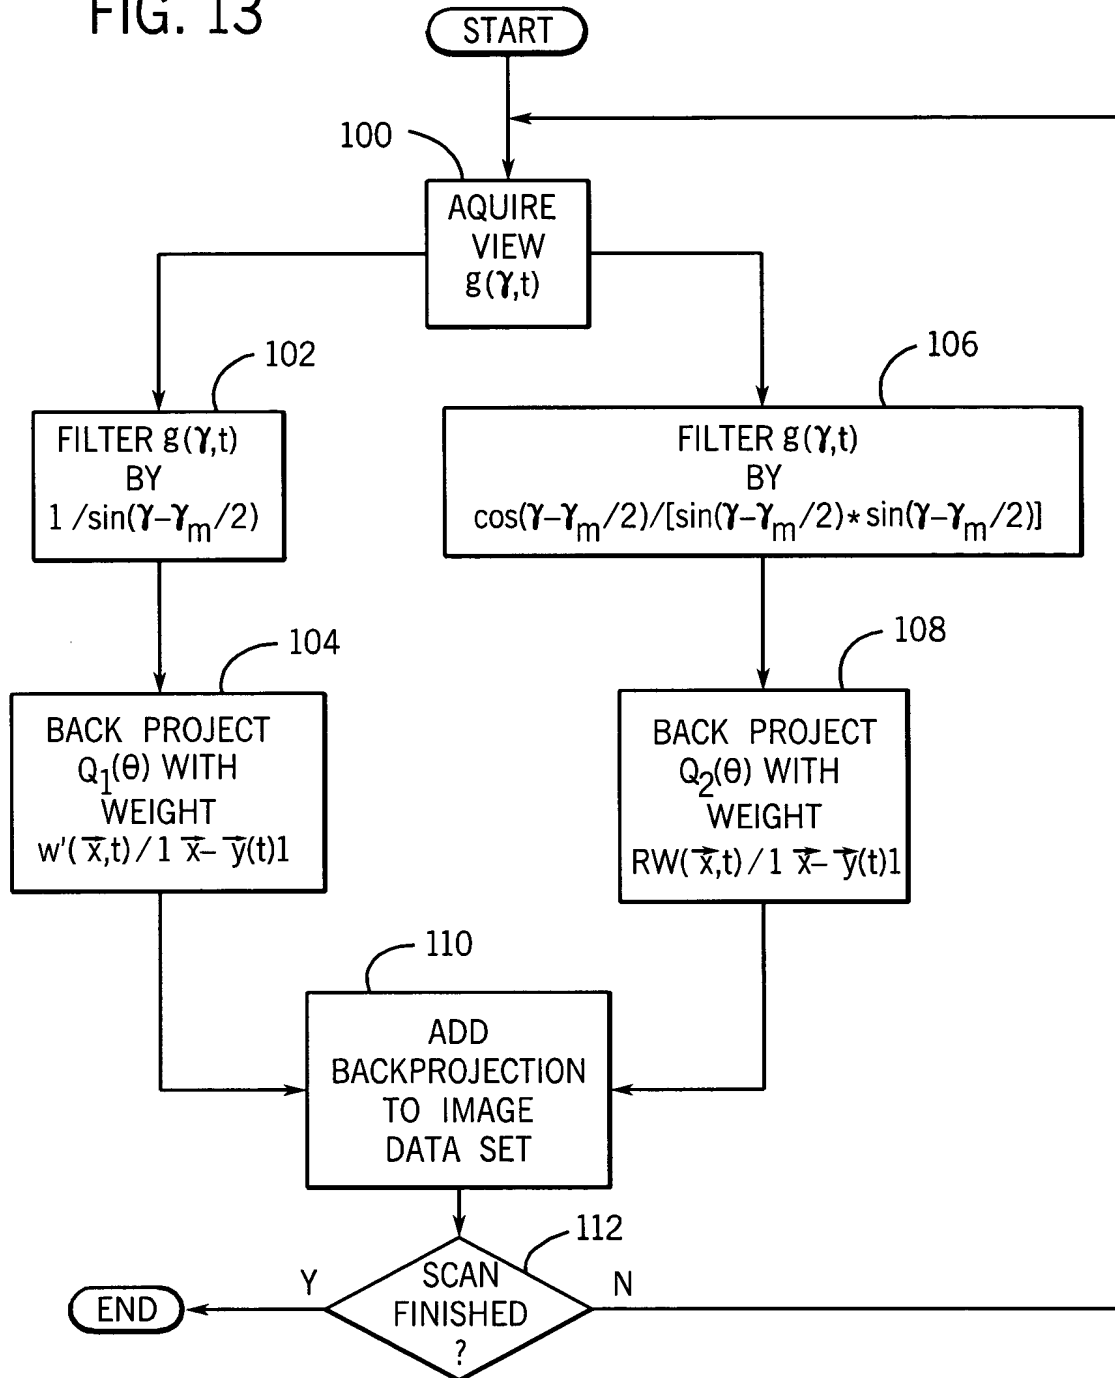 FIG. 13
START
100
AQUIRE
VIEW
g(γ,t)
102
FILTER g(γ,t)
BY
1/sin(γ-γm/2)
106
FILTER g(γ,t)
BY
cos(γ-γm/2)/[sin(γ-γm/2)*sin(γ-γm/2)]
104
BACK PROJECT
Q1(θ) WITH
WEIGHT
w'(x⃗,t)/1 x⃗-y⃗(t)1
108
BACK PROJECT
Q2(θ) WITH
WEIGHT
RW(x⃗,t)/1 x⃗-y⃗(t)1
110
ADD
BACKPROJECTION
TO IMAGE
DATA SET
112
Y
SCAN
FINISHED
?
N
END